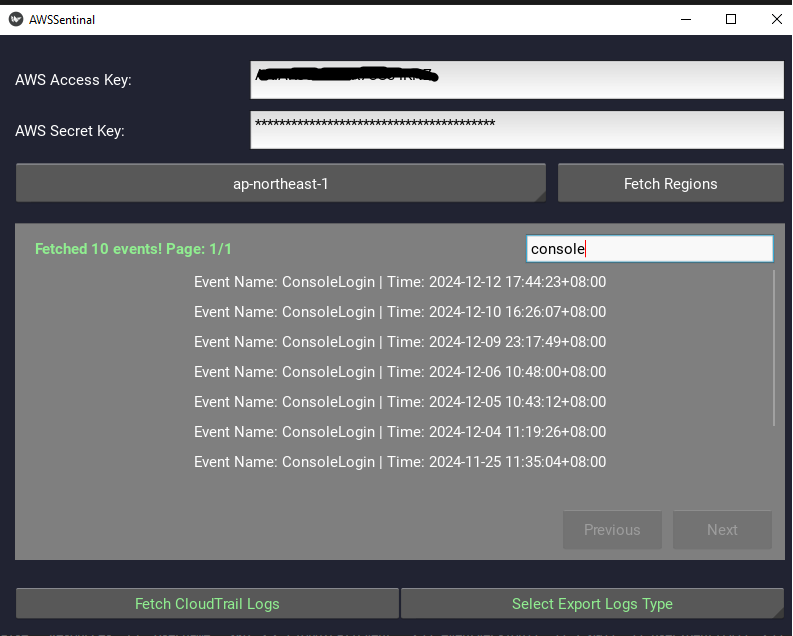 AWSSentinal
AWS Access Key:
AWS Secret Key:
****************************************
ap-northeast-1
Fetch Regions
Fetched 10 events! Page: 1/1
console
Event Name: ConsoleLogin | Time: 2024-12-12 17:44:23+08:00
Event Name: ConsoleLogin | Time: 2024-12-10 16:26:07+08:00
Event Name: ConsoleLogin | Time: 2024-12-09 23:17:49+08:00
Event Name: ConsoleLogin | Time: 2024-12-06 10:48:00+08:00
Event Name: ConsoleLogin | Time: 2024-12-05 10:43:12+08:00
Event Name: ConsoleLogin | Time: 2024-12-04 11:19:26+08:00
Event Name: ConsoleLogin | Time: 2024-11-25 11:35:04+08:00
Previous
Next
Fetch CloudTrail Logs
Select Export Logs Type